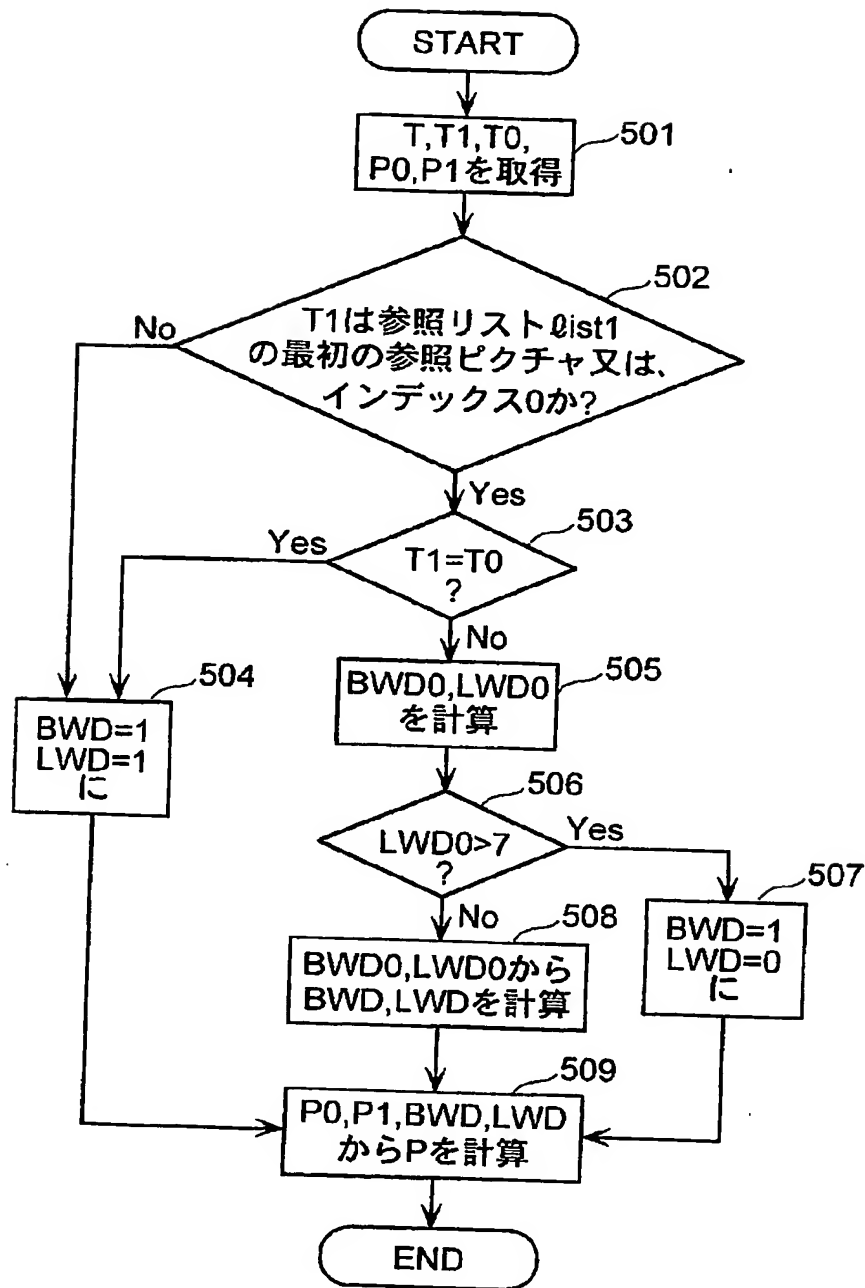 START
T,T1,T0,
P0,P1を取得
501
502
T1は参照リストlist1
の最初の参照ピクチャ又は、
インデックス0か?
No
Yes
503
T1=T0
?
Yes
No
504
BWD=1
LWD=1
に
505
BWD0,LWD0
を計算
506
LWD0>7
?
Yes
No
507
BWD=1
LWD=0
に
508
BWD0,LWD0から
BWD,LWDを計算
509
P0,P1,BWD,LWD
からPを計算
END